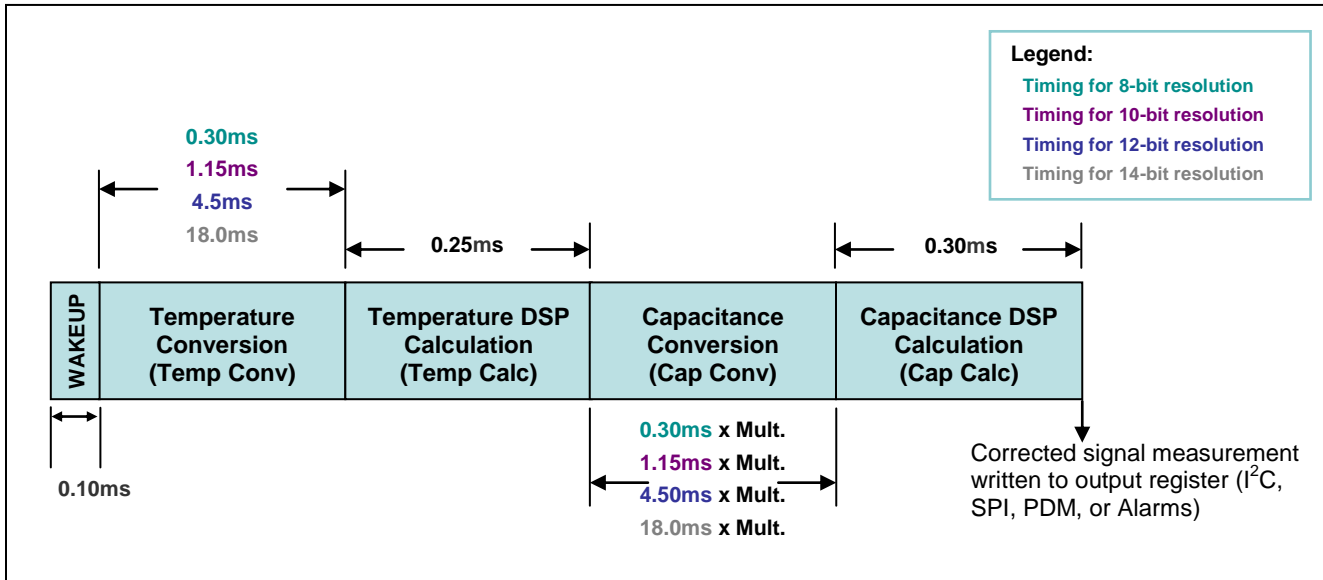 Legend:
Timing for 8-bit resolution
Timing for 10-bit resolution
Timing for 12-bit resolution
Timing for 14-bit resolution
0.30ms
1.15ms
4.5ms
18.0ms
0.25ms
0.30ms
WAKEUP
Temperature
Conversion
(Temp Conv)
Temperature DSP
Calculation
(Temp Calc)
Capacitance
Conversion
(Cap Conv)
Capacitance DSP
Calculation
(Cap Calc)
0.10ms
0.30ms x Mult.
1.15ms x Mult.
4.50ms x Mult.
18.0ms x Mult.
Corrected signal measurement
written to output register (I²C,
SPI, PDM, or Alarms)